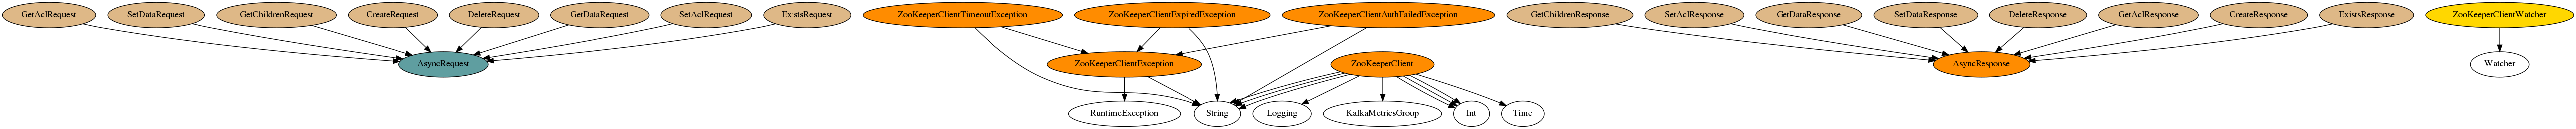 GetAclRequest
SetDataRequest
GetChildrenRequest
CreateRequest
DeleteRequest
GetDataRequest
SetAclRequest
ExistsRequest
ZooKeeperClientTimeoutException
ZooKeeperClientExpiredException
ZooKeeperClientAuthFailedException
GetChildrenResponse
SetAclResponse
GetDataResponse
SetDataResponse
DeleteResponse
GetAclResponse
CreateResponse
ExistsResponse
ZooKeeperClientWatcher
AsyncRequest
ZooKeeperClientException
ZooKeeperClient
AsyncResponse
Watcher
RuntimeException
String
Logging
KafkaMetricsGroup
Int
Time